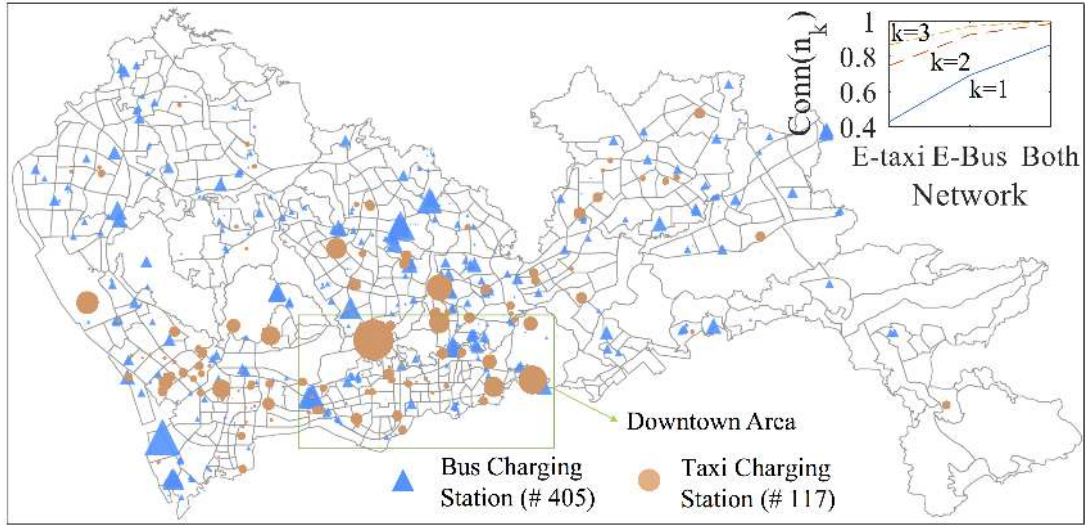 1
k=3
0.8
k=2
0.6
k=1
0.4
Conn(n_k)
E-taxi E-Bus Both
Network
Downtown Area
Bus Charging
Station (# 405)
Taxi Charging
Station (# 117)